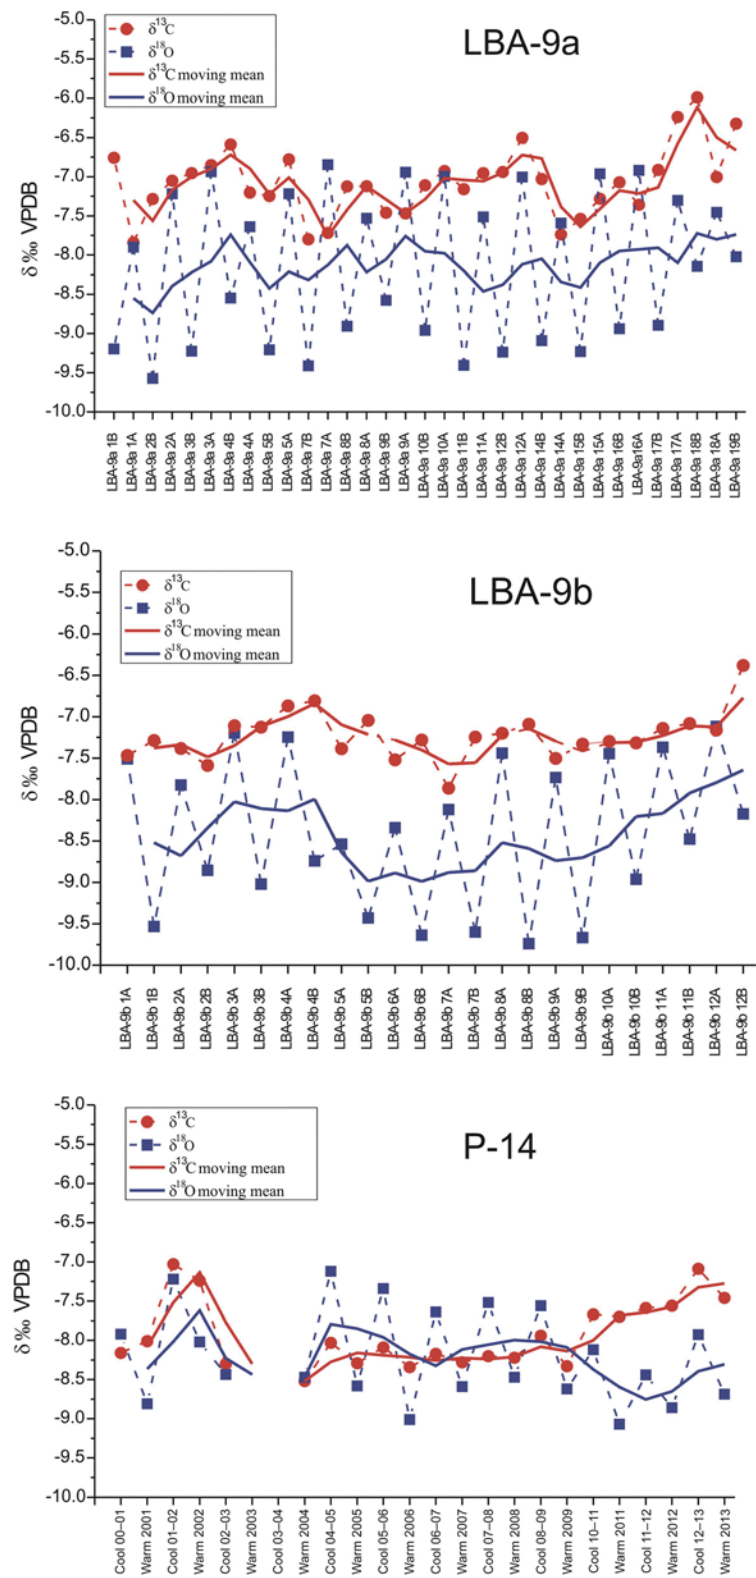 LBA-9a
δ¹³C
δ¹⁸O
δ¹³C moving mean
δ¹⁸O moving mean
δ ‰ VPDB
-5.0
-5.5
-6.0
-6.5
-7.0
-7.5
-8.0
-8.5
-9.0
-9.5
-10.0
LBA-9a 1B
LBA-9a 1A
LBA-9a 2B
LBA-9a 2A
LBA-9a 3B
LBA-9a 3A
LBA-9a 4B
LBA-9a 4A
LBA-9a 5B
LBA-9a 5A
LBA-9a 7B
LBA-9a 7A
LBA-9a 8B
LBA-9a 8A
LBA-9a 9B
LBA-9a 9A
LBA-9a 10B
LBA-9a 10A
LBA-9a 11B
LBA-9a 11A
LBA-9a 12B
LBA-9a 12A
LBA-9a 14B
LBA-9a 14A
LBA-9a 15B
LBA-9a 15A
LBA-9a 16B
LBA-9a16A
LBA-9a 17B
LBA-9a 17A
LBA-9a 18B
LBA-9a 18A
LBA-9a 19B
LBA-9b
δ¹³C
δ¹⁸O
δ¹³C moving mean
δ¹⁸O moving mean
δ ‰ VPDB
-5.0
-5.5
-6.0
-6.5
-7.0
-7.5
-8.0
-8.5
-9.0
-9.5
-10.0
LBA-9b 1A
LBA-9b 1B
LBA-9b 2A
LBA-9b 2B
LBA-9b 3A
LBA-9b 3B
LBA-9b 4A
LBA-9b 4B
LBA-9b 5A
LBA-9b 5B
LBA-9b 6A
LBA-9b 6B
LBA-9b 7A
LBA-9b 7B
LBA-9b 8A
LBA-9b 8B
LBA-9b 9A
LBA-9b 9B
LBA-9b 10A
LBA-9b 10B
LBA-9b 11A
LBA-9b 11B
LBA-9b 12A
LBA-9b 12B
P-14
δ¹³C
δ¹⁸O
δ¹³C moving mean
δ¹⁸O moving mean
δ ‰ VPDB
-5.0
-5.5
-6.0
-6.5
-7.0
-7.5
-8.0
-8.5
-9.0
-9.5
-10.0
Cool 00–01
Warm 2001
Cool 01–02
Warm 2002
Cool 02–03
Warm 2003
Cool 03–04
Warm 2004
Cool 04–05
Warm 2005
Cool 05–06
Warm 2006
Cool 06–07
Warm 2007
Cool 07–08
Warm 2008
Cool 08–09
Warm 2009
Cool 10–11
Warm 2011
Cool 11–12
Warm 2012
Cool 12–13
Warm 2013